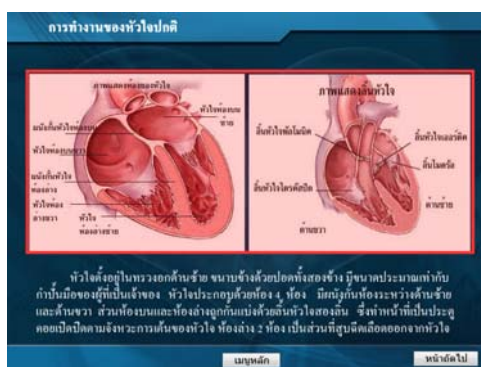 การทำงานของหัวใจปกติ
ภาพแสดงห้องของหัวใจ
หัวใจห้องบน
ซ้าย
ผนังกั้นหัวใจห้องบน
หัวใจห้องบนขวา
ผนังกั้นหัวใจ
ห้องล่าง
หัวใจห้อง
ล่างขวา
หัวใจ
ห้องล่างซ้าย
ภาพแสดงลิ้นหัวใจ
ลิ้นหัวใจพัลโมนิค
ลิ้นหัวใจเออร์ติค
ลิ้นไมตรัล
ลิ้นหัวใจไตรคัสปิด
ด้านซ้าย
ด้านขวา
หัวใจตั้งอยู่ในทรวงอกด้านซ้าย ขนาบข้างด้วยปอดทั้งสองข้าง มีขนาดประมาณเท่ากับ
กำปั้นมือของผู้ที่เป็นเจ้าของ หัวใจประกอบด้วยห้อง 4 ห้อง มีผนังกั้นห้องระหว่างด้านซ้าย
และด้านขวา ส่วนห้องบนและห้องล่างถูกกั้นแบ่งด้วยลิ้นหัวใจสองลิ้น ซึ่งทำหน้าที่เป็นประตู
คอยเปิดปิดตามจังหวะการเต้นของหัวใจ ห้องล่าง 2 ห้อง เป็นส่วนที่สูบฉีดเลือดออกจากหัวใจ
เมนูหลัก
หน้าถัดไป